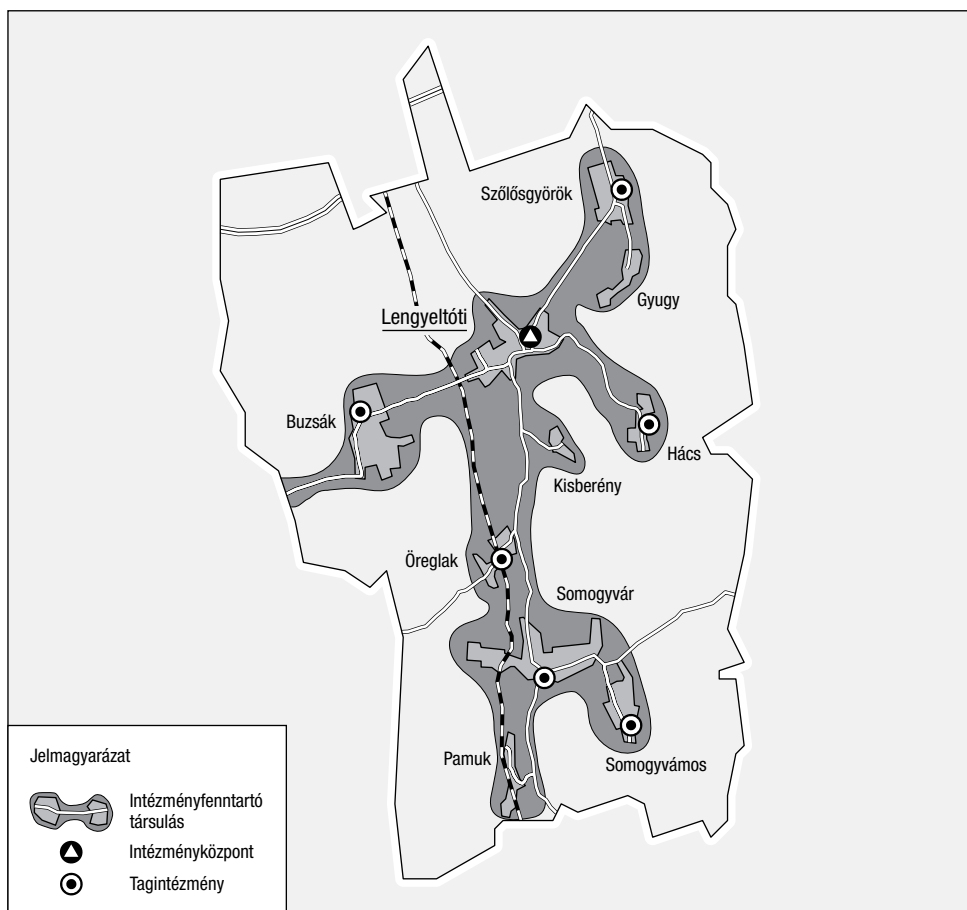 Szőlősgyörök
Gyugy
Lengyeltóti
Buzsák
Hács
Kisberény
Öreglak
Somogyvár
Pamuk
Somogyvámos
Jelmagyarázat
Intézményfenntartó
társulás
Intézményközpont
Tagintézmény